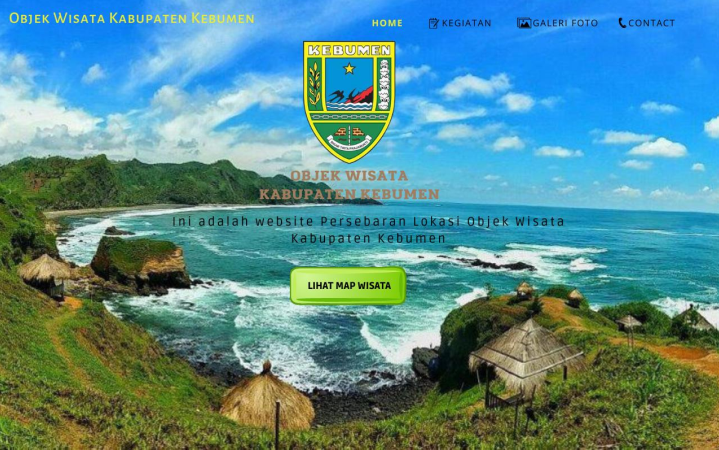 Objek Wisata Kabupaten Kebumen
HOME
KEGIATAN
GALERI FOTO
CONTACT
KEBUMEN
OBJEK WISATA
KABUPATEN KEBUMEN
Ini adalah website Persebaran Lokasi Objek Wisata
Kabupaten Kebumen
LIHAT MAP WISATA